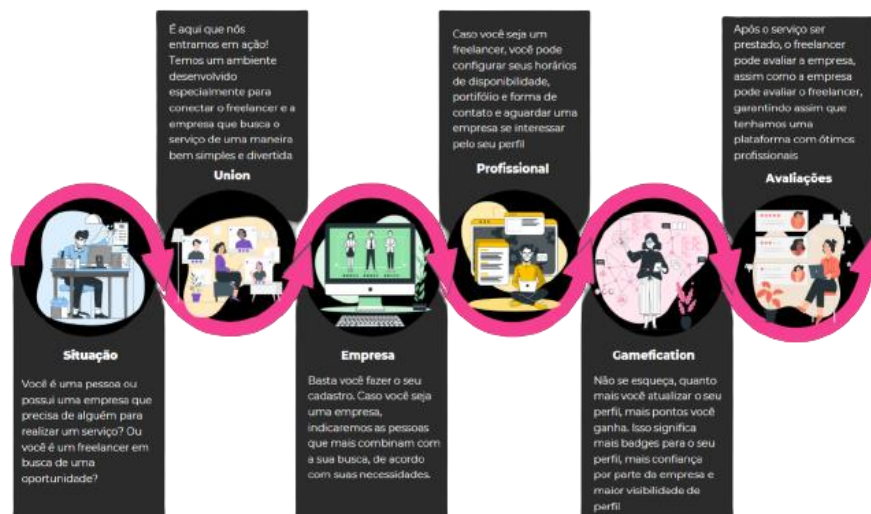 Situação
Você é uma pessoa ou
possui uma empresa que
precisa de alguém para
realizar um serviço? Ou
você é um freelancer em
busca de uma
oportunidade?
É aqui que nós
entramos em ação!
Temos um ambiente
desenvolvido
especialmente para
conectar o freelancer e a
empresa que busca o
serviço de uma maneira
bem simples e divertida
Union
Empresa
Basta você fazer o seu
cadastro. Caso você seja
uma empresa,
indicaremos as pessoas
que mais combinam com
a sua busca, de acordo
com suas necessidades.
Caso você seja um
freelancer, você pode
configurar seus horários
de disponibilidade,
portifólio e forma de
contato e aguardar uma
empresa se interessar
pelo seu perfil
Profissional
Gamefication
Não se esqueça, quanto
mais você atualizar o seu
perfil, mais pontos você
ganha. Isso significa
mais badges para o seu
perfil, mais confiança
por parte da empresa e
maior visibilidade de
perfil
Após o serviço ser
prestado, o freelancer
pode avaliar a empresa,
assim como a empresa
pode avaliar o freelancer,
garantindo assim que
tenhamos uma
plataforma com ótimos
profissionais
Avaliações